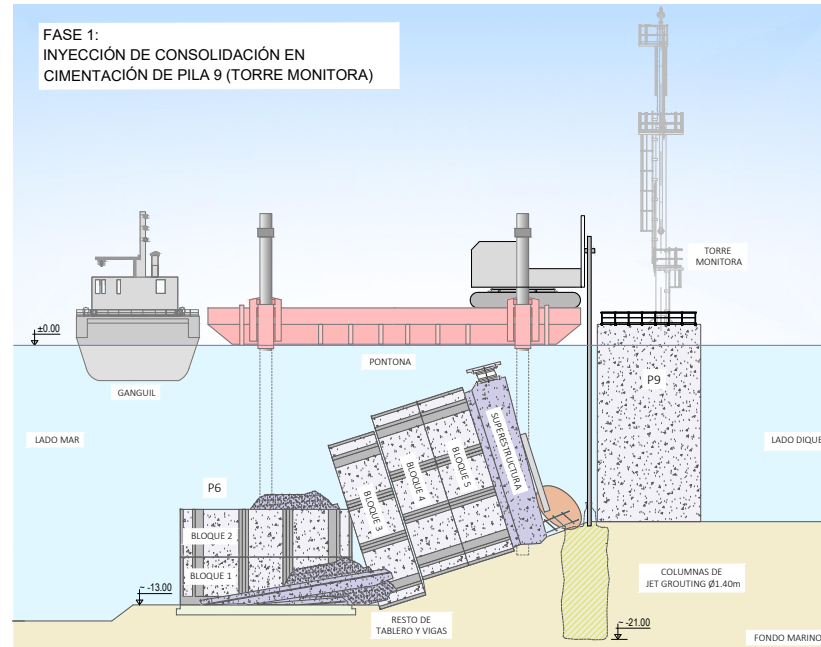 FASE 1:
INYECCIÓN DE CONSOLIDACIÓN EN
CIMENTACIÓN DE PILA 9 (TORRE MONITORA)
TORRE
MONITORA
±0.00
PONTONA
GANGUIL
P9
LADO MAR
LADO DIQUE
SUPERESTRUCTURA
BLOQUE 5
BLOQUE 4
BLOQUE 3
P6
BLOQUE 2
BLOQUE 1
~ -13.00
COLUMNAS DE
JET GROUTING Ø1.40m
RESTO DE
TABLERO Y VIGAS
~ -21.00
FONDO MARINO